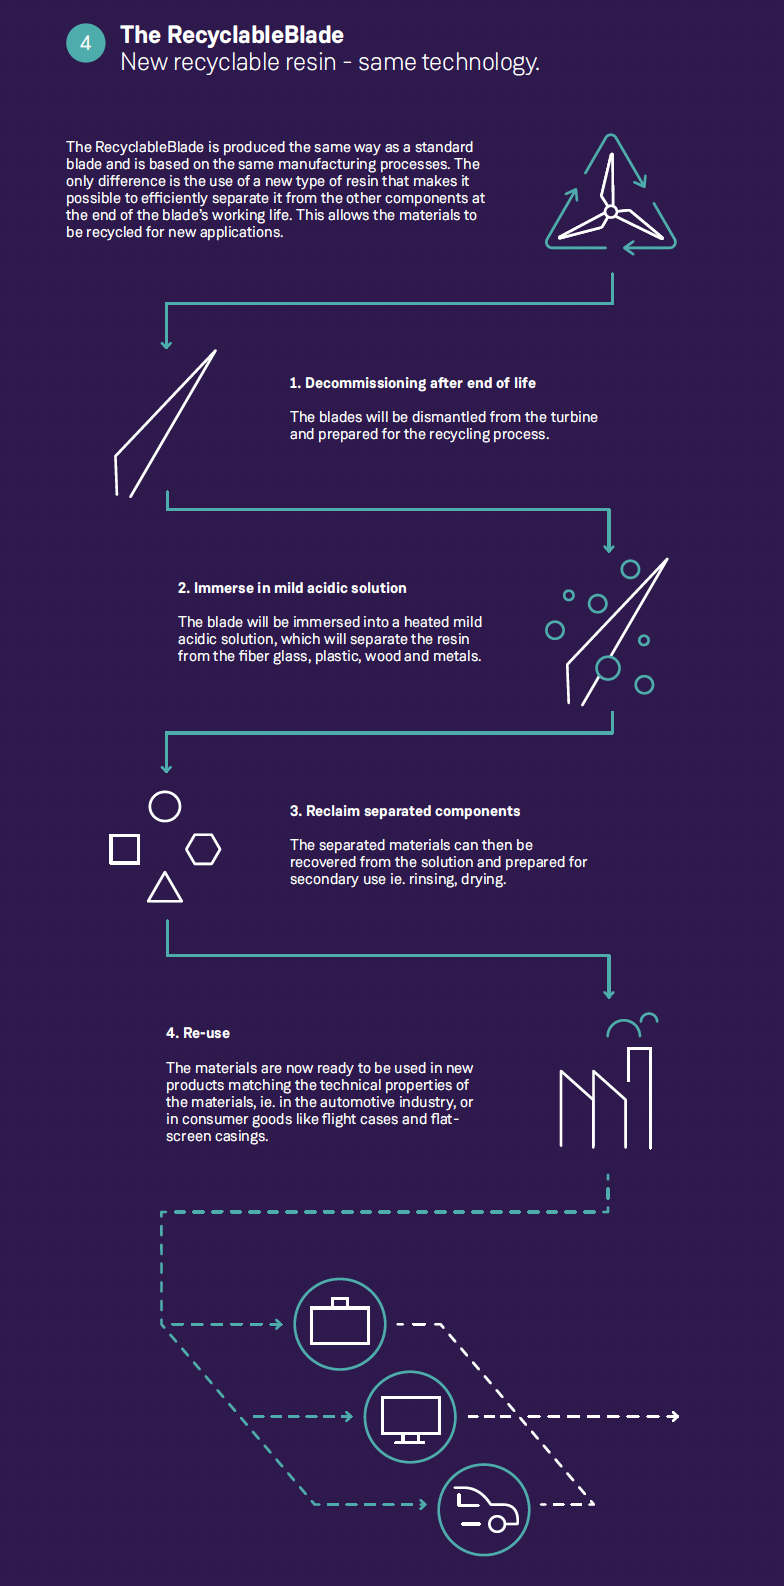 4
The RecyclableBlade
New recyclable resin - same technology.
The RecyclableBlade is produced the same way as a standard
blade and is based on the same manufacturing processes. The
only difference is the use of a new type of resin that makes it
possible to efficiently separate it from the other components at
the end of the blade's working life. This allows the materials to
be recycled for new applications.
1. Decommissioning after end of life
The blades will be dismantled from the turbine
and prepared for the recycling process.
2. Immerse in mild acidic solution
The blade will be immersed into a heated mild
acidic solution, which will separate the resin
from the fiber glass, plastic, wood and metals.
3. Reclaim separated components
The separated materials can then be
recovered from the solution and prepared for
secondary use ie. rinsing, drying.
4. Re-use
The materials are now ready to be used in new
products matching the technical properties of
the materials, ie. in the automotive industry, or
in consumer goods like flight cases and flat-
screen casings.